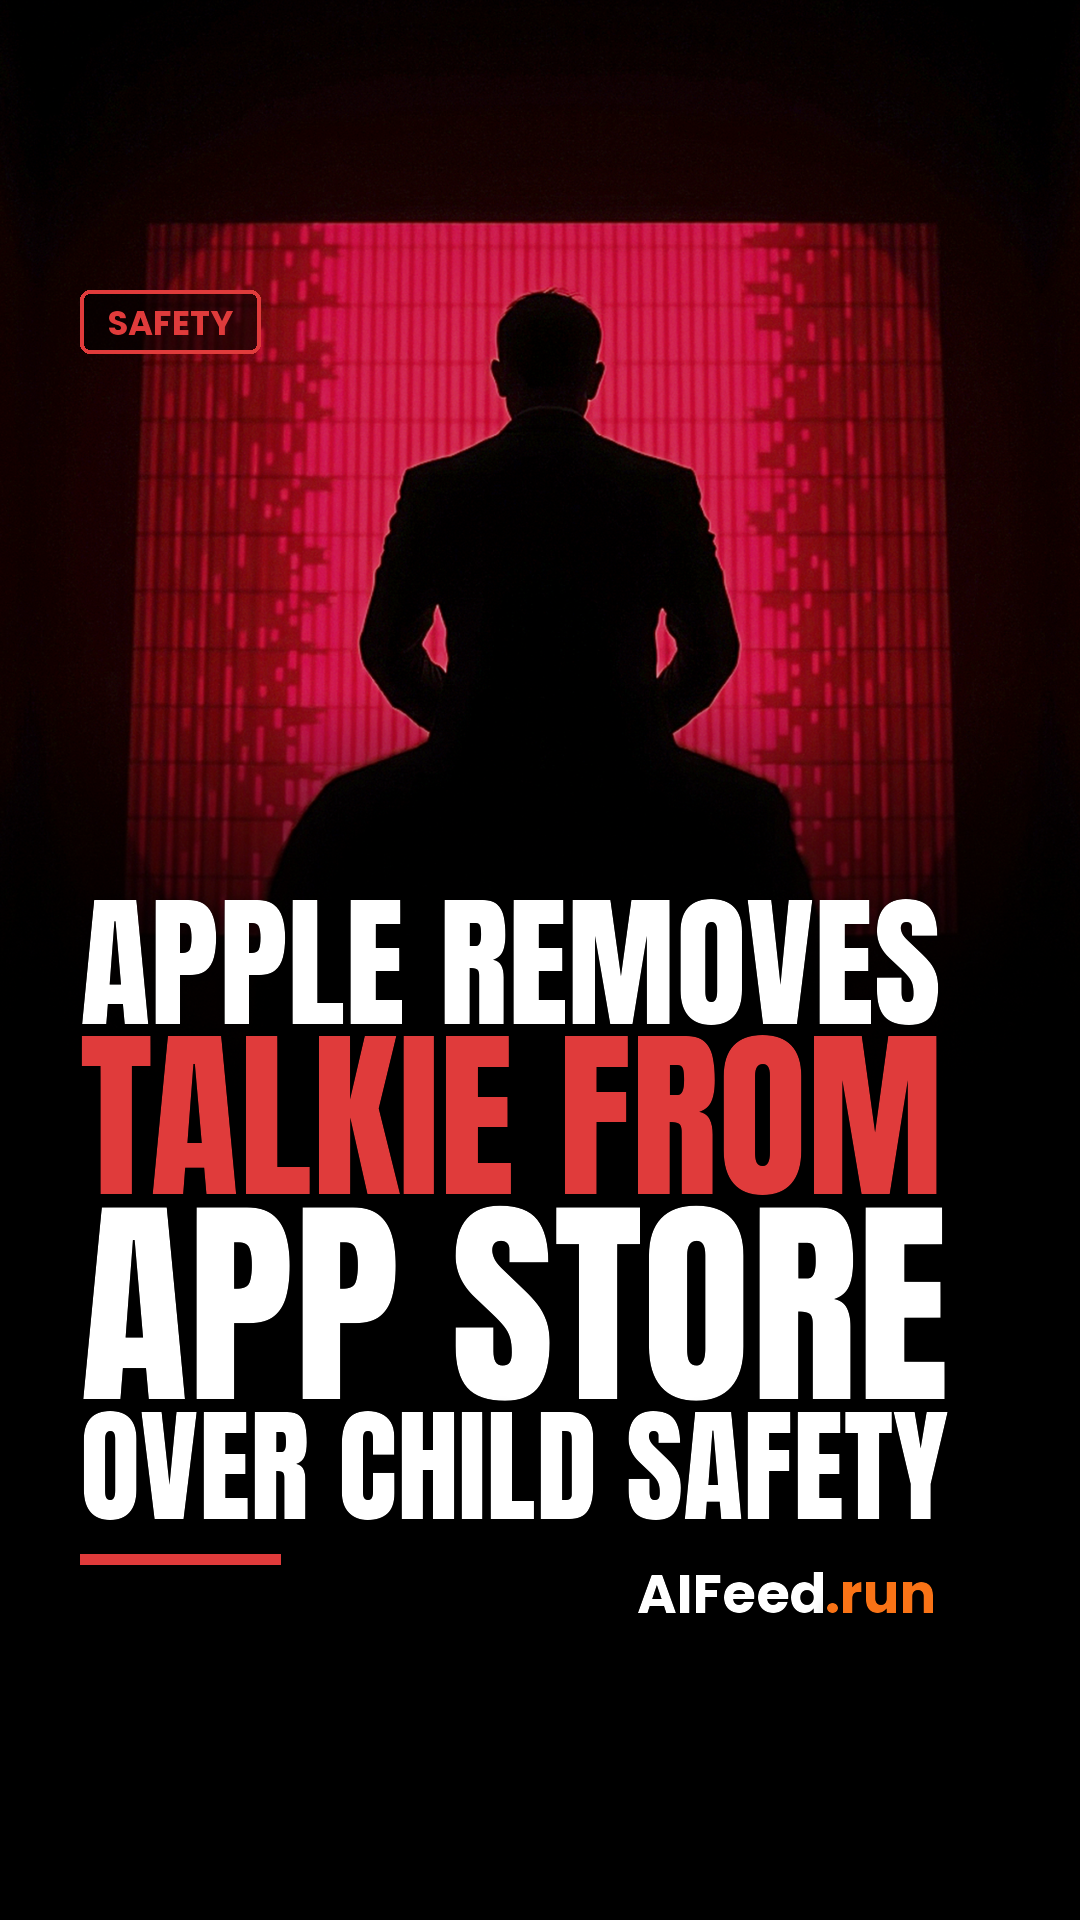 SAFETY
APPLE REMOVES
TALKIE FROM
APP STORE
OVER CHILD SAFETY
AIFeed.run